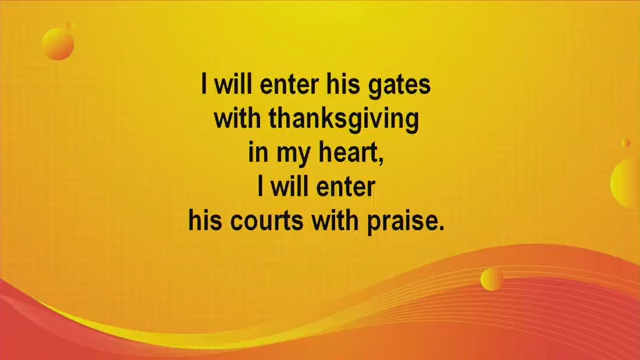 I will enter his gates
with thanksgiving
in my heart,
I will enter
his courts with praise.